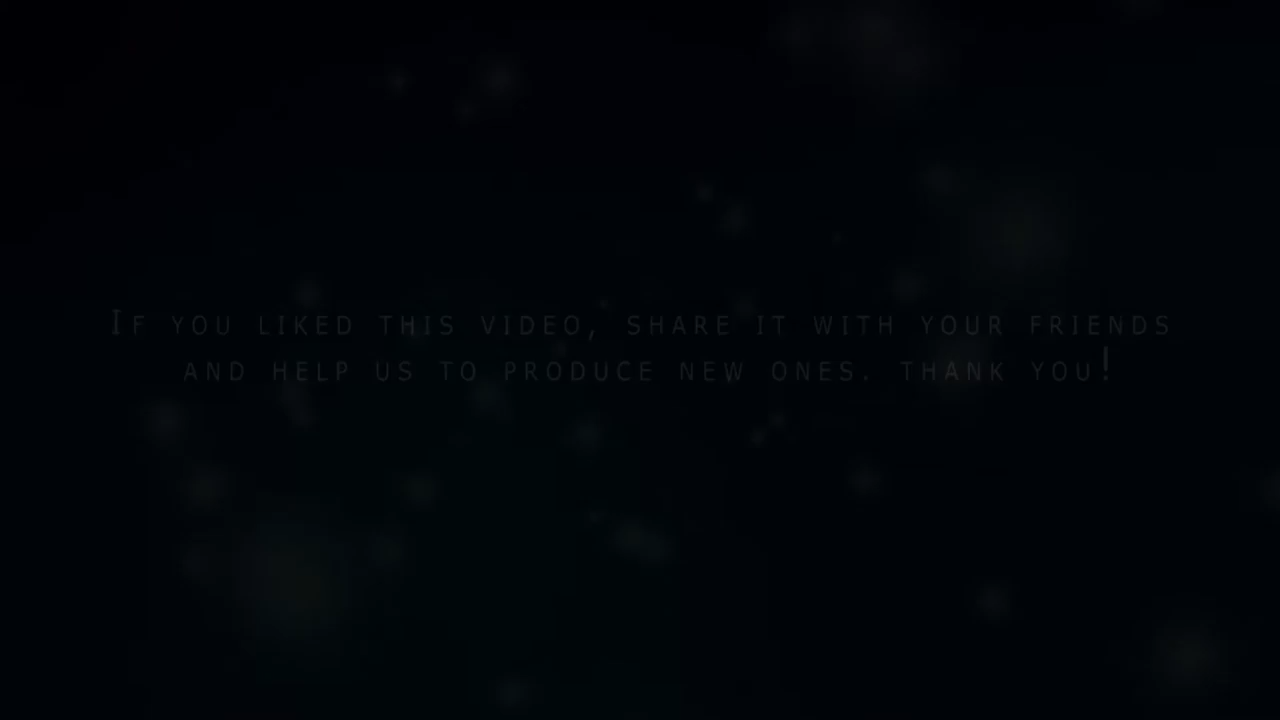 If you liked this video, share it with your friends
and help us to produce new ones. thank you!